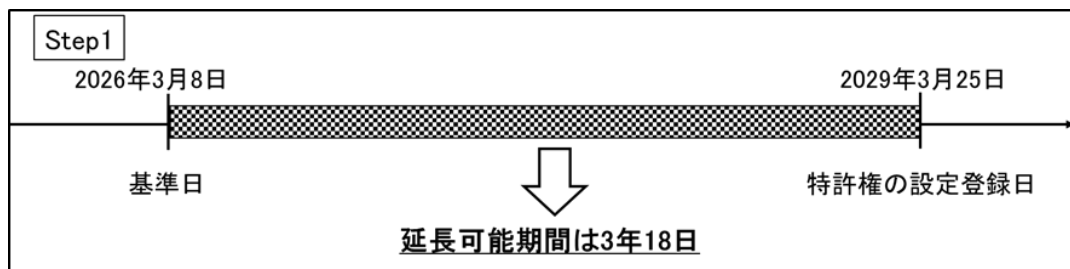 Step1
2026年3月8日
2029年3月25日
基準日
特許権の設定登録日
延長可能期間は3年18日